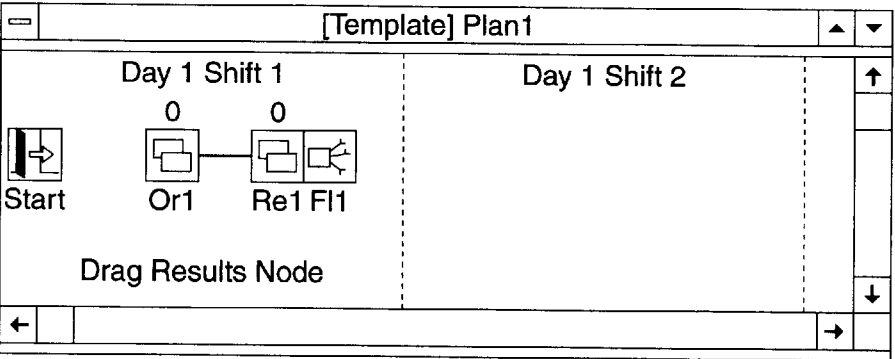 [Template] Plan1
Day 1 Shift 1
Day 1 Shift 2
0 0
Start Or1 Re1 Fl1
Drag Results Node